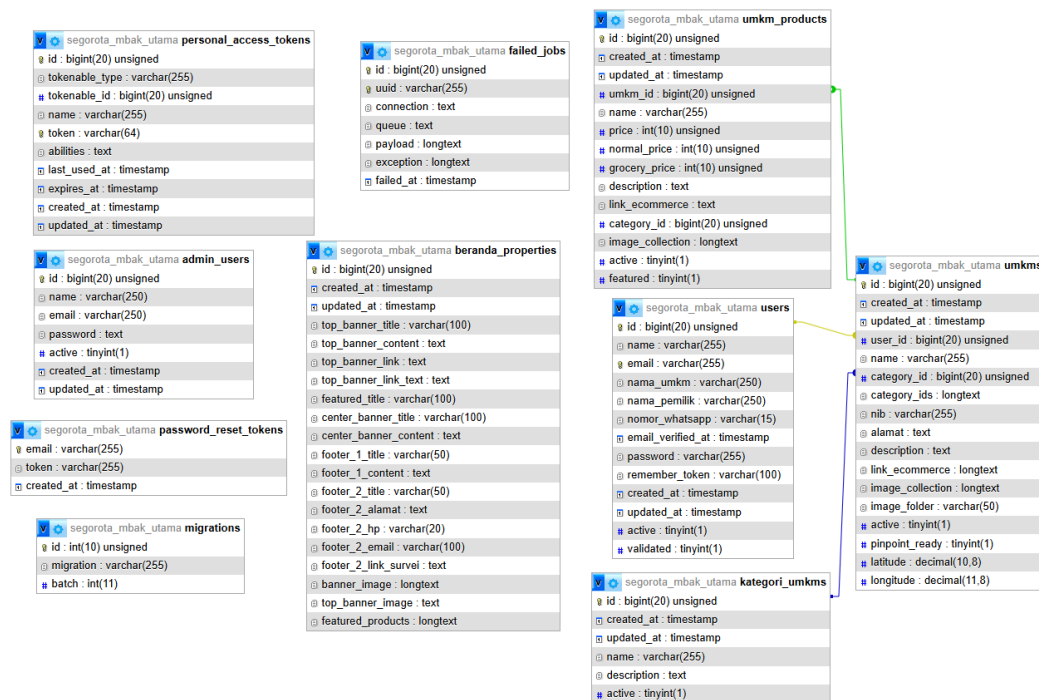 segorota_mbak_utama personal_access_tokens
id : bigint(20) unsigned
tokenable_type : varchar(255)
tokenable_id : bigint(20) unsigned
name : varchar(255)
token : varchar(64)
abilities : text
last_used_at : timestamp
expires_at : timestamp
created_at : timestamp
updated_at : timestamp
segorota_mbak_utama failed_jobs
id : bigint(20) unsigned
uuid : varchar(255)
connection : text
queue : text
payload : longtext
exception : longtext
failed_at : timestamp
segorota_mbak_utama umkm_products
id : bigint(20) unsigned
created_at : timestamp
updated_at : timestamp
umkm_id : bigint(20) unsigned
name : varchar(255)
price : int(10) unsigned
normal_price : int(10) unsigned
grocery_price : int(10) unsigned
description : text
link_ecommerce : text
category_id : bigint(20) unsigned
image_collection : longtext
active : tinyint(1)
featured : tinyint(1)
segorota_mbak_utama admin_users
id : bigint(20) unsigned
name : varchar(250)
email : varchar(250)
password : text
active : tinyint(1)
created_at : timestamp
updated_at : timestamp
segorota_mbak_utama beranda_properties
id : bigint(20) unsigned
created_at : timestamp
updated_at : timestamp
top_banner_title : varchar(100)
top_banner_content : text
top_banner_link : text
top_banner_link_text : text
featured_title : varchar(100)
center_banner_title : varchar(100)
center_banner_content : text
footer_1_title : varchar(50)
footer_1_content : text
footer_2_title : varchar(50)
footer_2_alamat : text
footer_2_hp : varchar(20)
footer_2_email : varchar(100)
footer_2_link_survei : text
banner_image : longtext
top_banner_image : text
featured_products : longtext
segorota_mbak_utama users
id : bigint(20) unsigned
name : varchar(255)
email : varchar(255)
nama_umkm : varchar(250)
nama_pemilik : varchar(250)
nomor_whatsapp : varchar(15)
email_verified_at : timestamp
password : varchar(255)
remember_token : varchar(100)
created_at : timestamp
updated_at : timestamp
active : tinyint(1)
validated : tinyint(1)
segorota_mbak_utama umkms
id : bigint(20) unsigned
created_at : timestamp
updated_at : timestamp
user_id : bigint(20) unsigned
name : varchar(255)
category_id : bigint(20) unsigned
category_ids : longtext
nib : varchar(255)
alamat : text
description : text
link_ecommerce : longtext
image_collection : longtext
image_folder : varchar(50)
active : tinyint(1)
pinpoint_ready : tinyint(1)
latitude : decimal(10,8)
longitude : decimal(11,8)
segorota_mbak_utama password_reset_tokens
email : varchar(255)
token : varchar(255)
created_at : timestamp
segorota_mbak_utama migrations
id : int(10) unsigned
migration : varchar(255)
batch : int(11)
segorota_mbak_utama kategori_umkms
id : bigint(20) unsigned
created_at : timestamp
updated_at : timestamp
name : varchar(255)
description : text
active : tinyint(1)